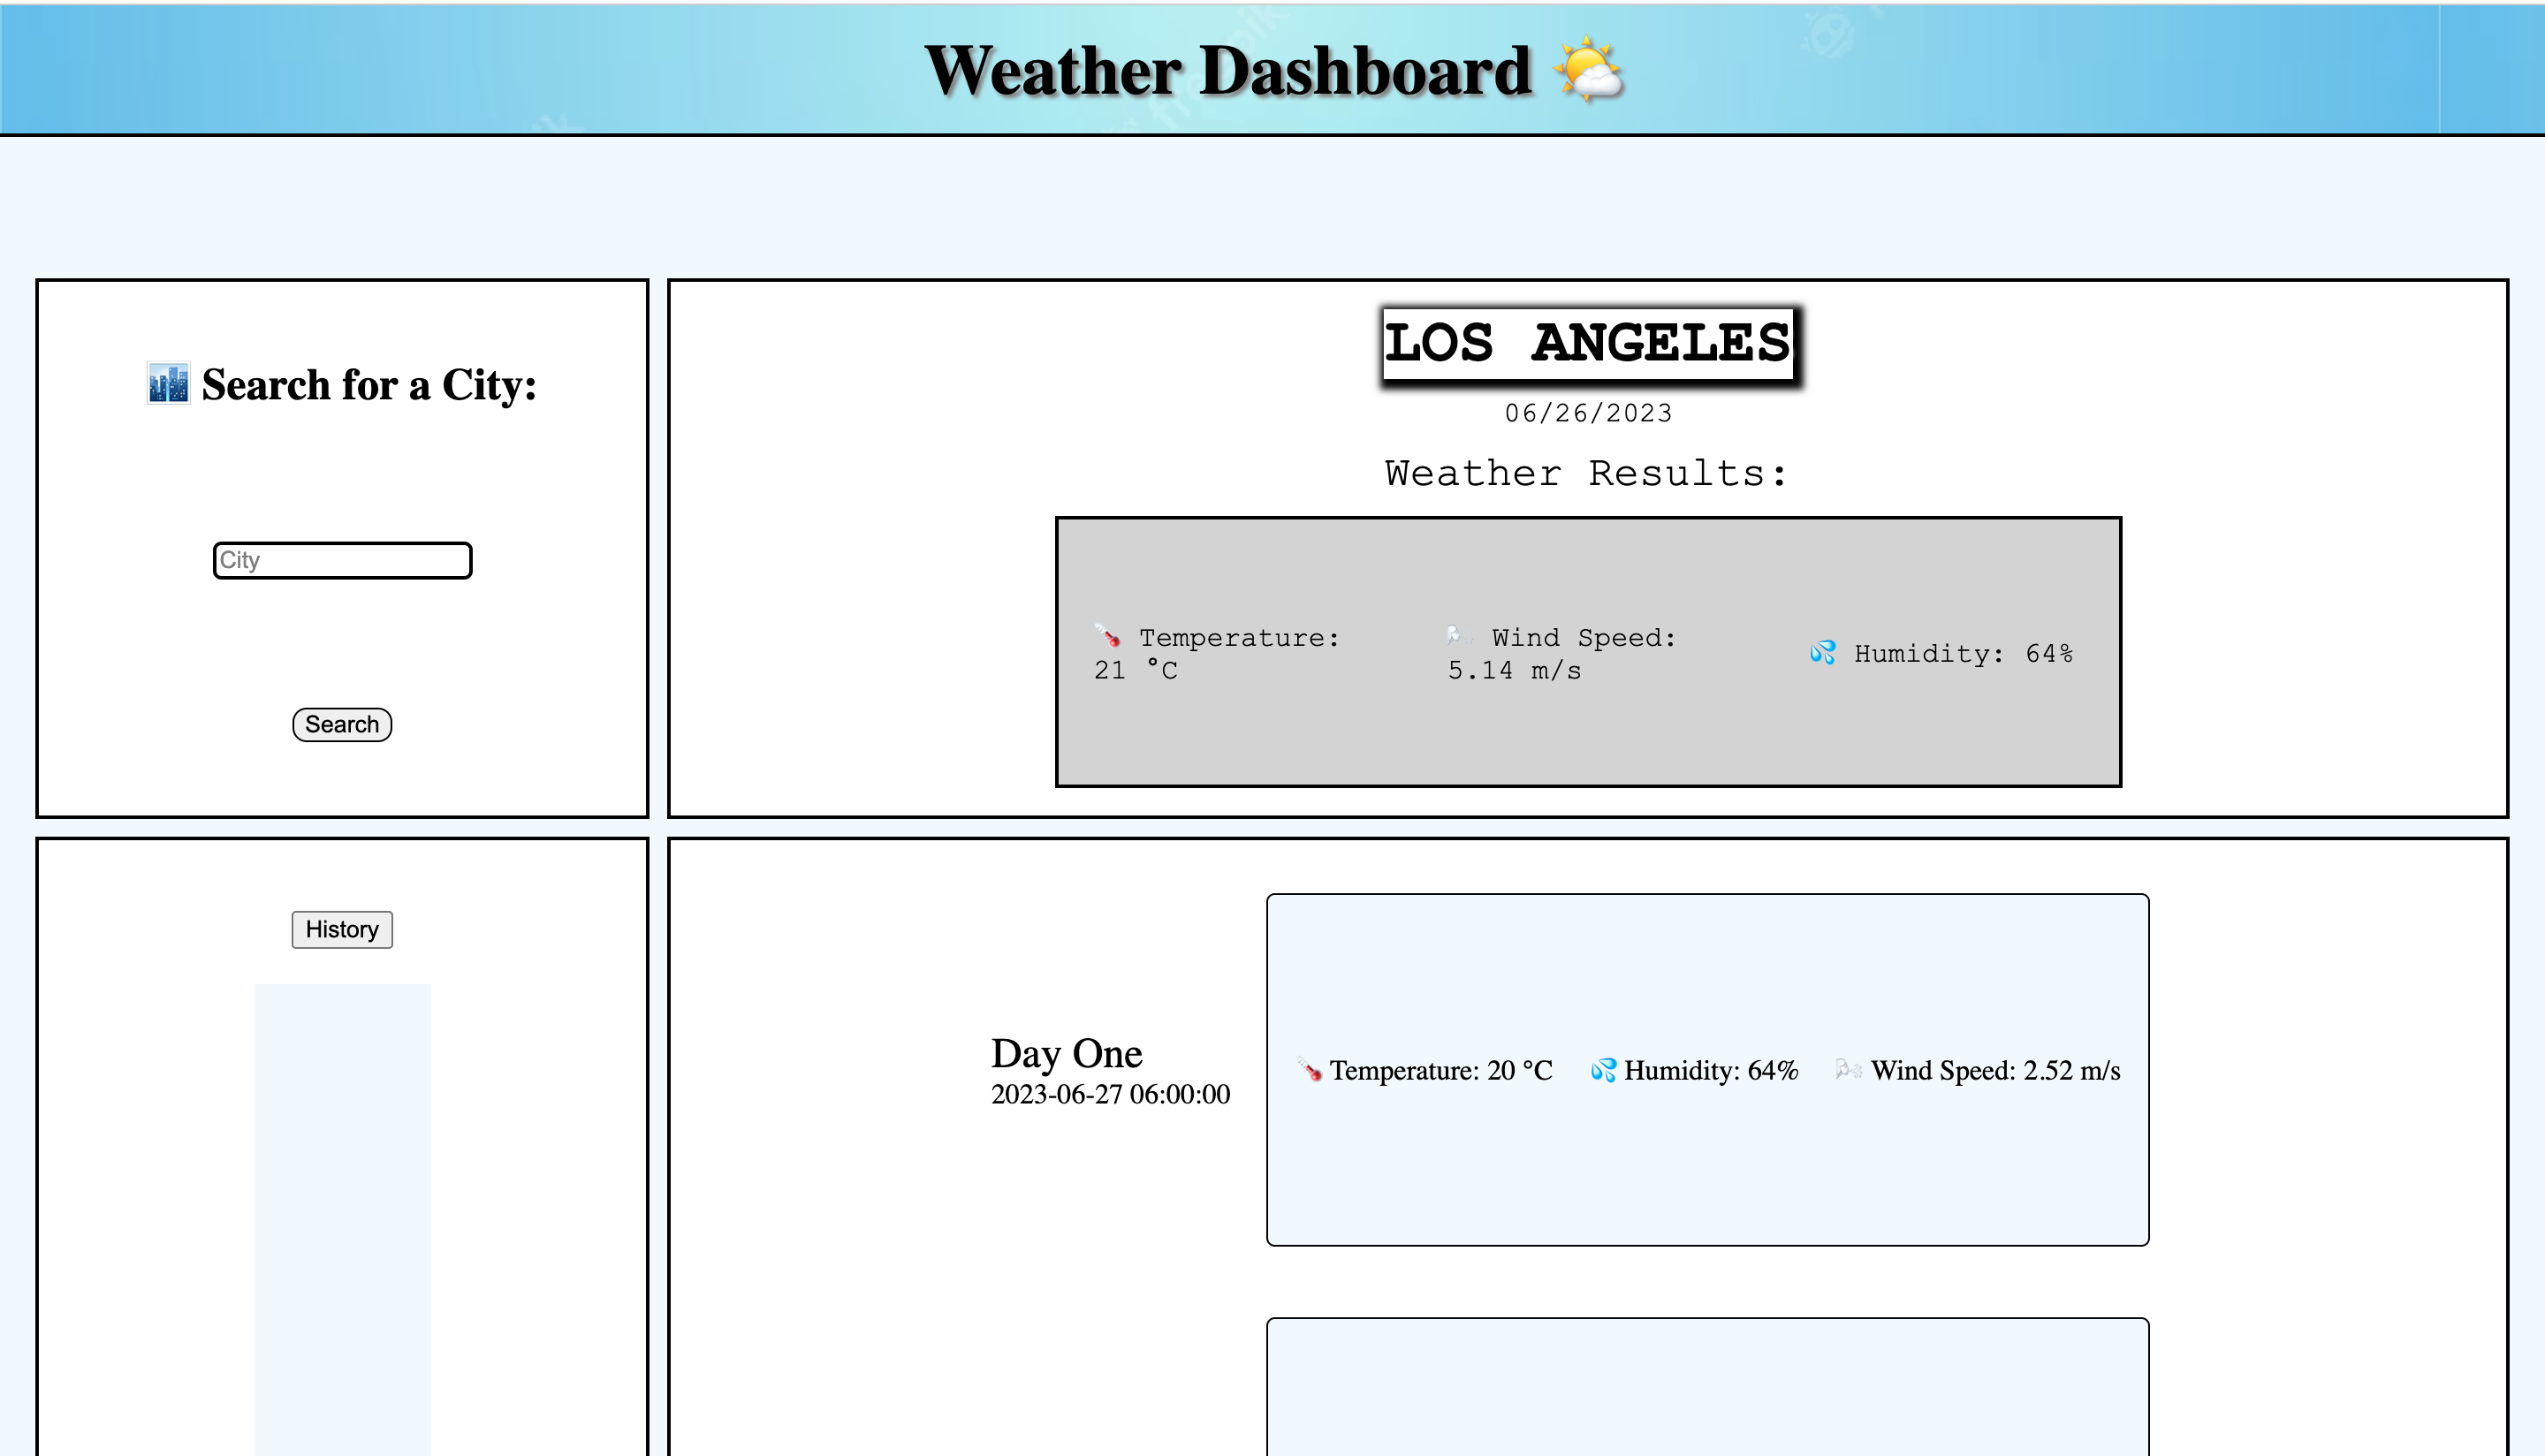 Weather Dashboard 🌤️
🏙️ Search for a City:
City
Search
LOS ANGELES
06/26/2023
Weather Results:
🌡️ Temperature:
21 °C
🌬️ Wind Speed:
5.14 m/s
💦 Humidity: 64%
History
Day One
2023-06-27 06:00:00
🌡️ Temperature: 20 °C
💦 Humidity: 64%
🌬️ Wind Speed: 2.52 m/s